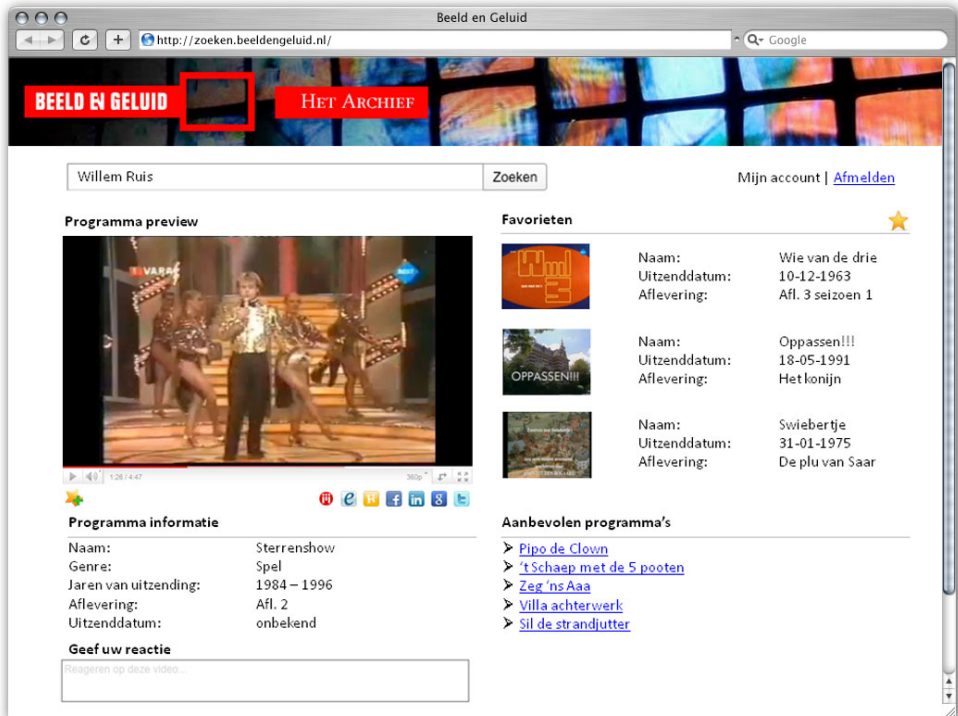 Beeld en Geluid
http://zoeken.beeldengeluid.nl/
Google
BEELD EN GELUID
HET ARCHIEF
Willem Ruis
Zoeken
Mijn account | Afmelden
Programma preview
VARA
1:26 / 4:47
360p
Favorieten
Naam: Wie van de drie
Uitzenddatum: 10-12-1963
Aflevering: Afl. 3 seizoen 1
OPPASSEN!!!
Naam: Oppassen!!!
Uitzenddatum: 18-05-1991
Aflevering: Het konijn
Naam: Swiebertje
Uitzenddatum: 31-01-1975
Aflevering: De plu van Saar
Programma informatie
Naam: Sterrenshow
Genre: Spel
Jaren van uitzending: 1984 – 1996
Aflevering: Afl. 2
Uitzenddatum: onbekend
Geef uw reactie
Reageren op deze video...
Aanbevolen programma’s
Pipo de Clown
‘t Schaep met de 5 pooten
Zeg ‘ns Aaa
Villa achterwerk
Sil de strandjutter